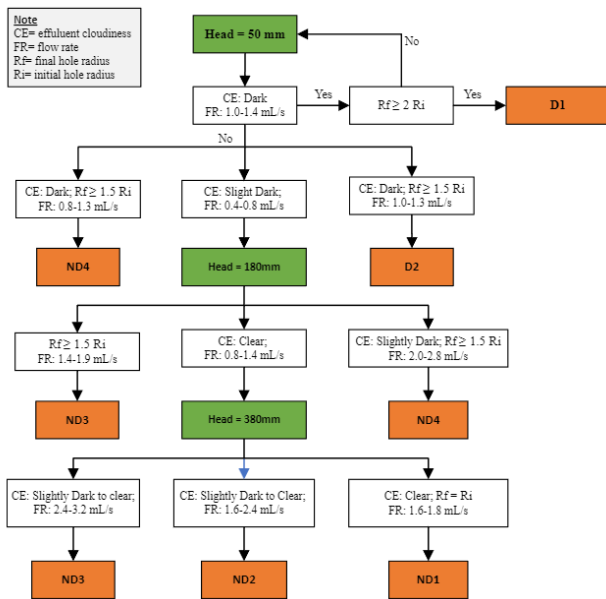 Note
CE= effuluent cloudiness
FR= flow rate
Rf= final hole radius
Ri= initial hole radius
Head = 50 mm
No
CE: Dark
FR: 1.0-1.4 mL/s
Yes
Rf ≥ 2 Ri
Yes
D1
No
CE: Dark; Rf ≥ 1.5 Ri
FR: 0.8-1.3 mL/s
CE: Slight Dark;
FR: 0.4-0.8 mL/s
CE: Dark; Rf ≥ 1.5 Ri
FR: 1.0-1.3 mL/s
ND4
Head = 180mm
D2
Rf ≥ 1.5 Ri
FR: 1.4-1.9 mL/s
CE: Clear;
FR: 0.8-1.4 mL/s
CE: Slightly Dark; Rf ≥ 1.5 Ri
FR: 2.0-2.8 mL/s
ND3
Head = 380mm
ND4
CE: Slightly Dark to clear;
FR: 2.4-3.2 mL/s
CE: Slightly Dark to Clear;
FR: 1.6-2.4 mL/s
CE: Clear; Rf = Ri
FR: 1.6-1.8 mL/s
ND3
ND2
ND1